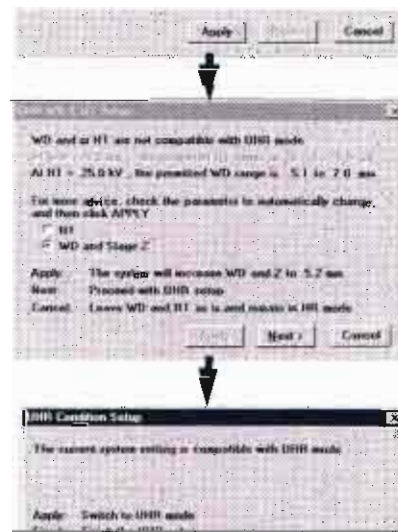 Apply Cancel
WD and or HT are not compatible with UHR mode
At HT = 25.0 kV, the permitted WD range is 5.1 to 7.0 mm
For more advice, check the parameter to automatically change,
and then click APPLY
HT
WD and Stage Z
Apply: The system will increase WD and Z to 5.2 mm
Next: Proceed with UHR setup
Cancel: Leave WD and HT as is and remain in HR mode
Apply Next > Cancel
UHR Condition Setup
The current system setting is compatible with UHR mode
Apply: Switch to UHR mode